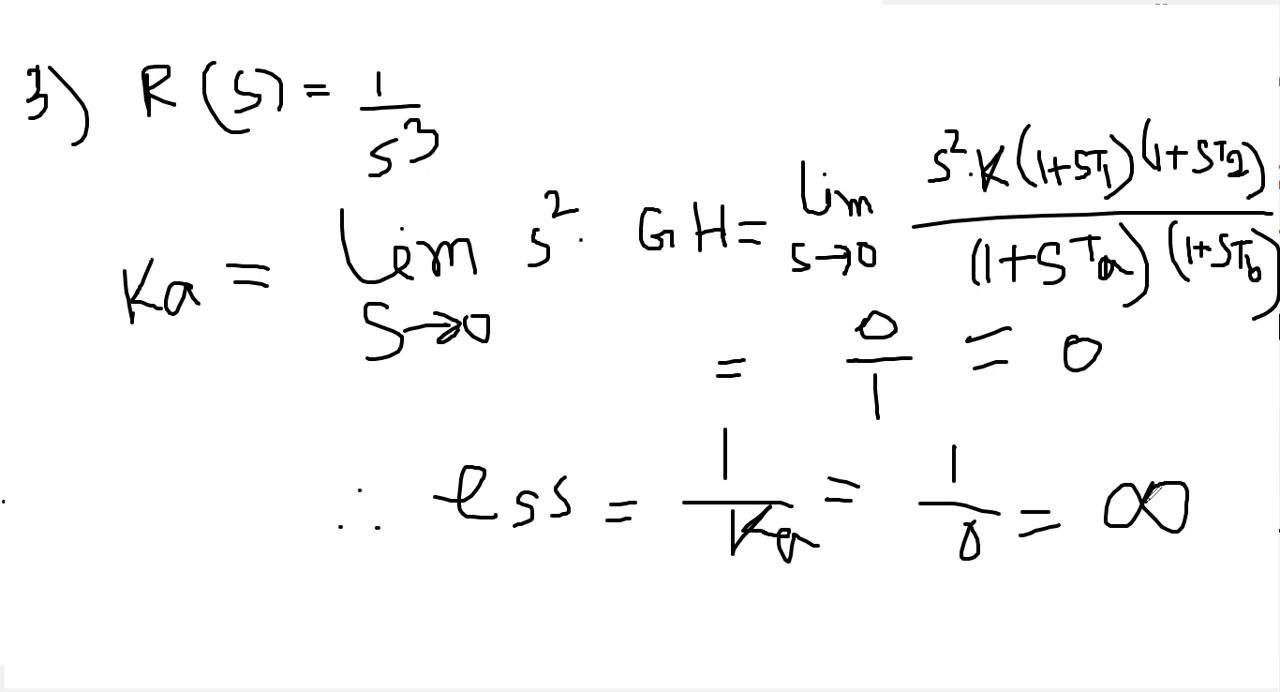 3) R(S) = 1/s³
Ka = Lim S→0 s². GH = Lim S→0 s².K(1+ST₁)(1+ST₂)/(1+STa)(1+STb)
= 0/1 = 0
∴ ess = 1/Ka = 1/0 = ∞